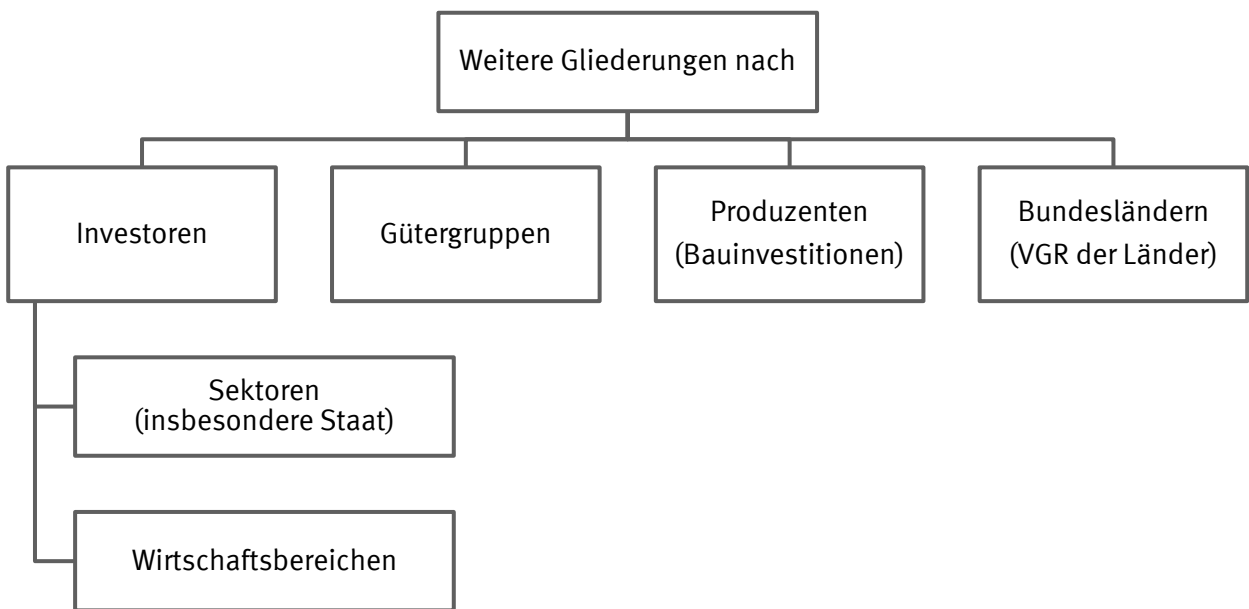 Weitere Gliederungen nach
Investoren
Gütergruppen
Produzenten
(Bauinvestitionen)
Bundesländern
(VGR der Länder)
Sektoren
(insbesondere Staat)
Wirtschaftsbereichen